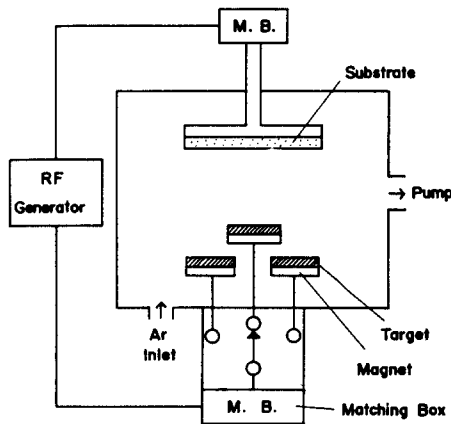 M. B.
Substrate
RF
Generator
Pump
Ar
Inlet
Target
Magnet
M. B.
Matching Box